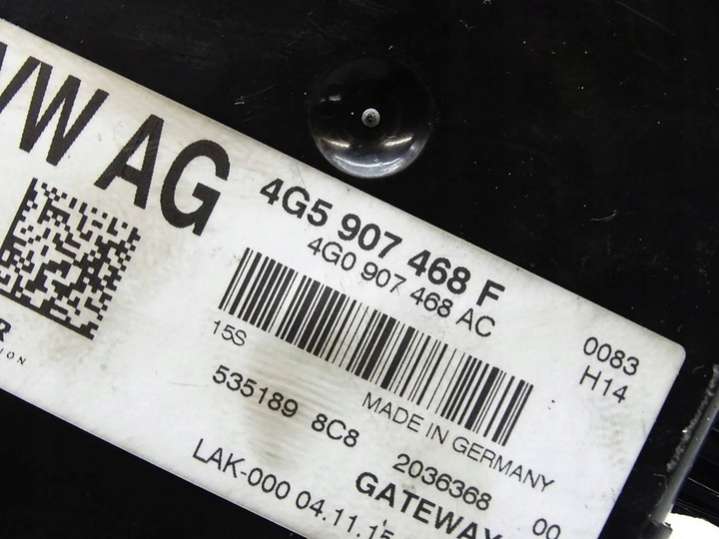 VW AG
4G5 907 468 F
4G0 907 468 AC
15S
0083
H14
MADE IN GERMANY
535189 8C8
2036368
LAK-000 04.11.15
GATEWAY
00